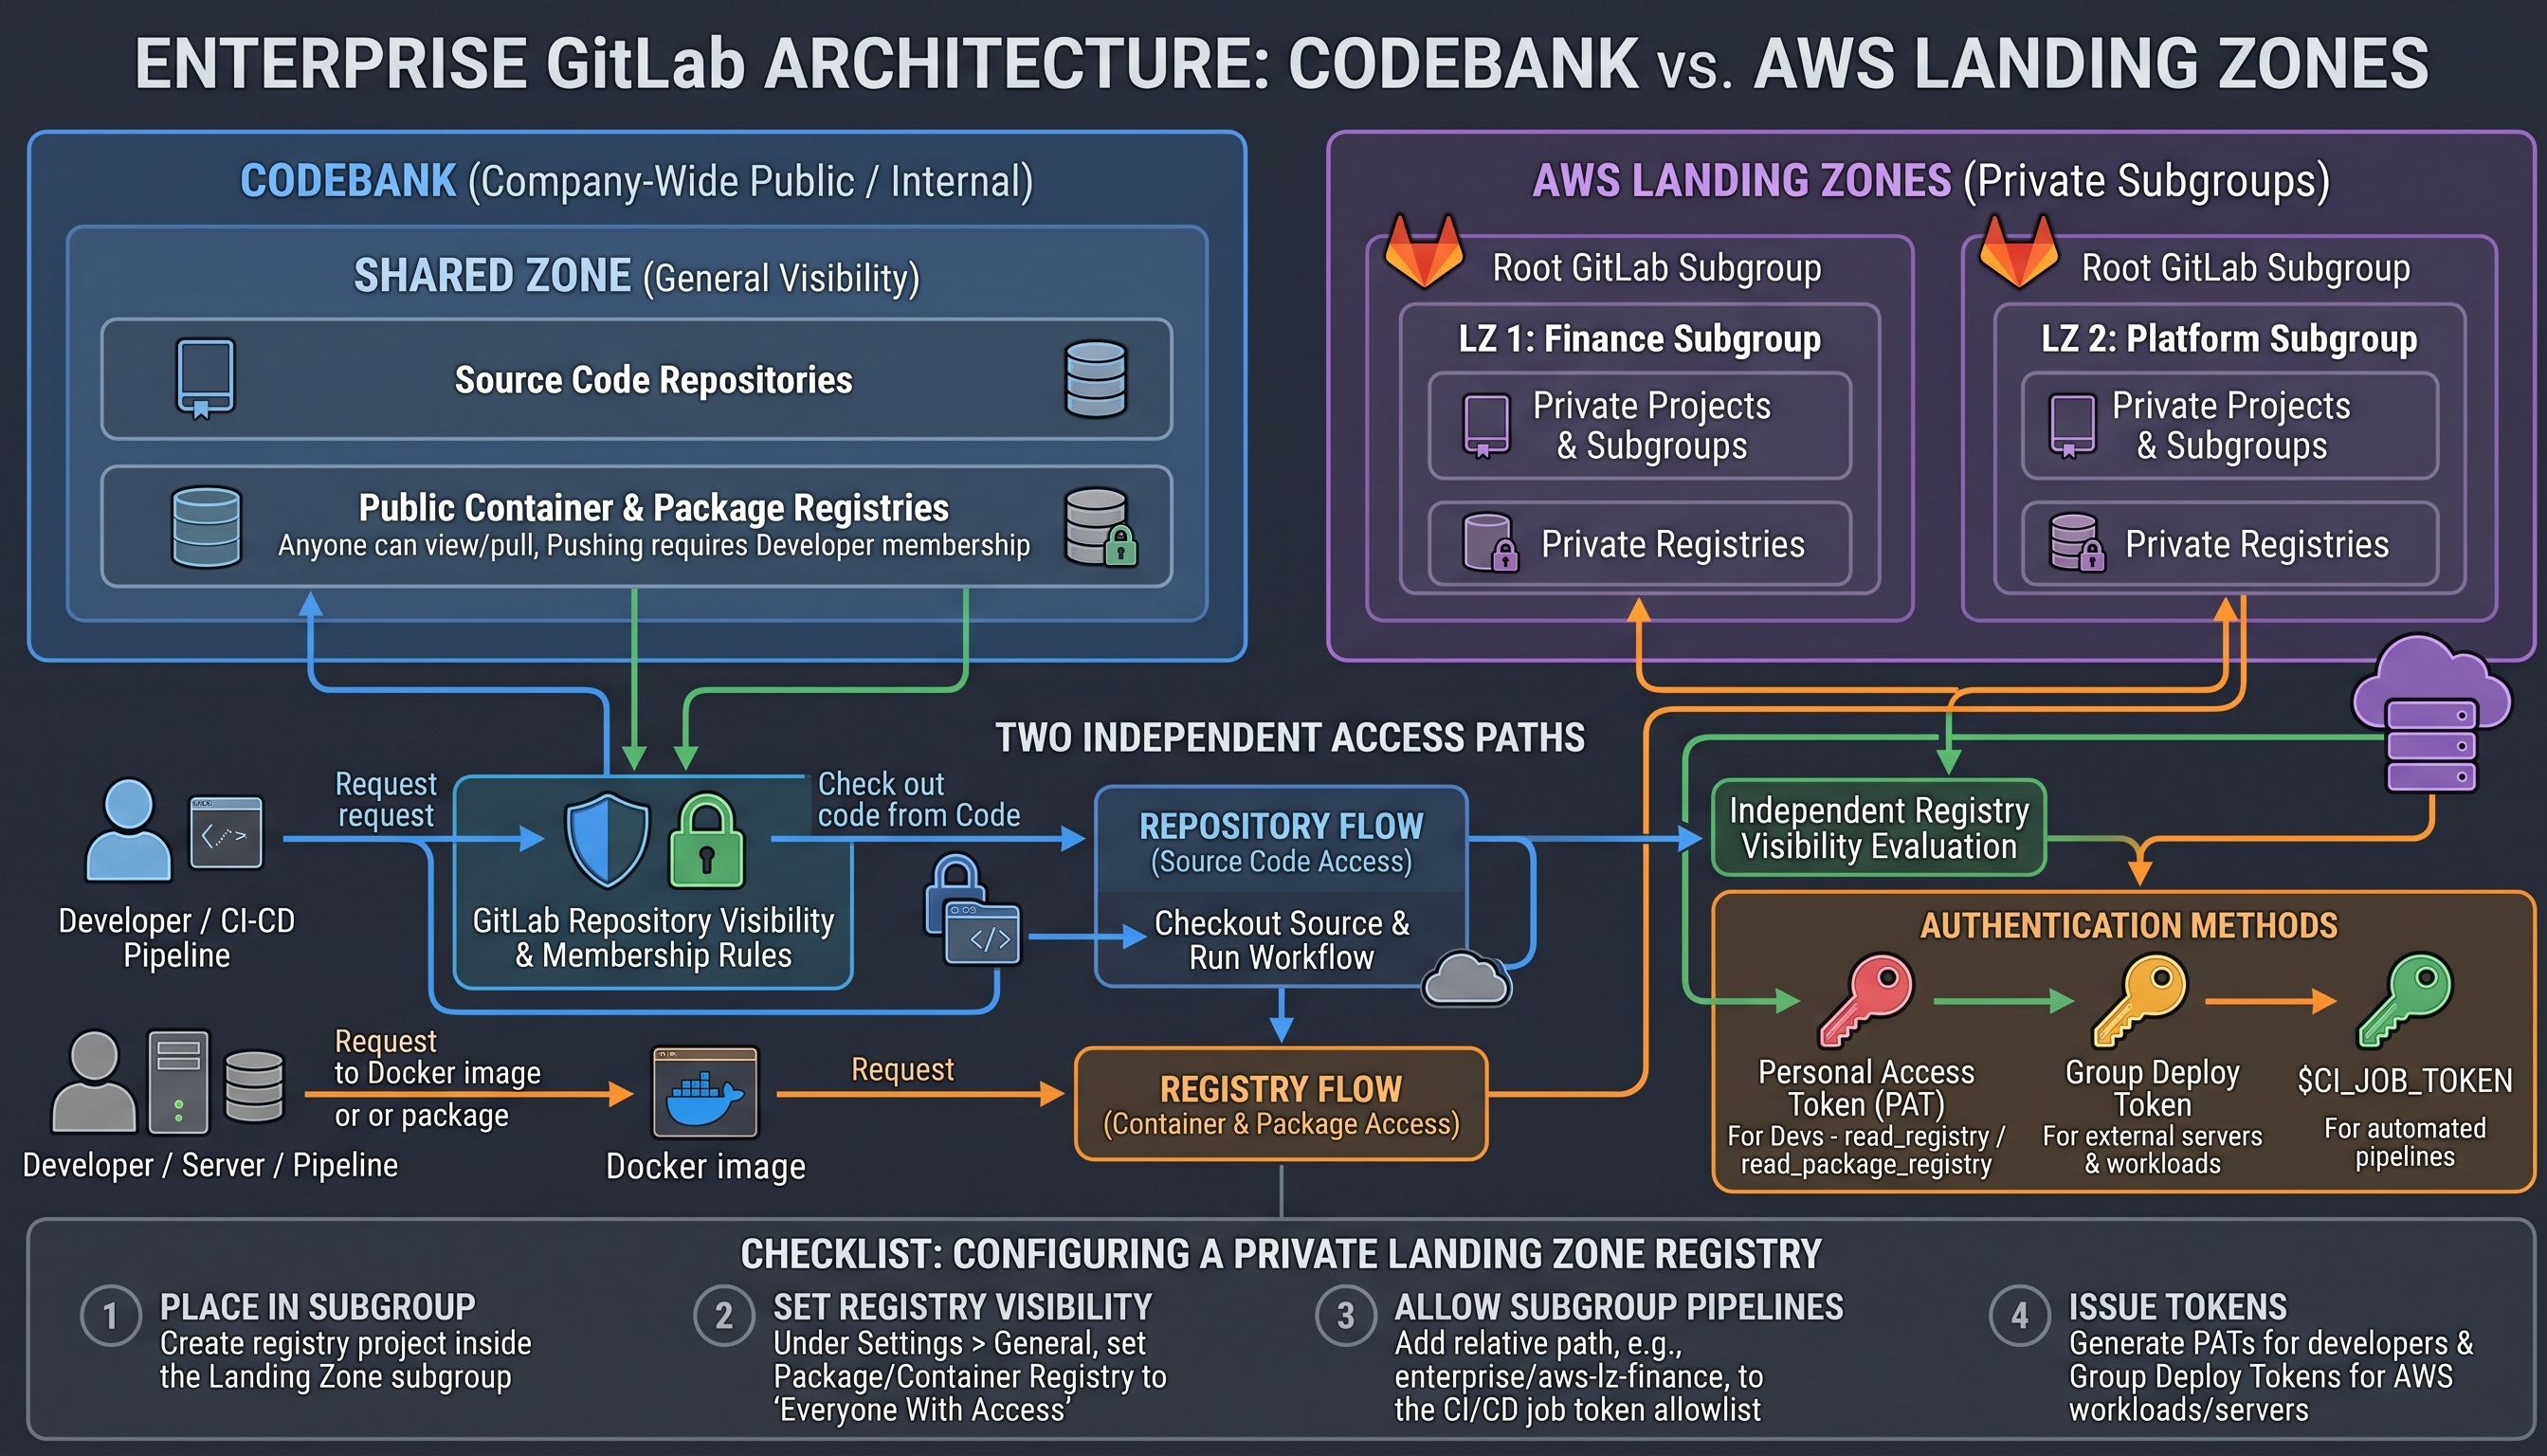 ENTERPRISE GitLab ARCHITECTURE: CODEBANK vs. AWS LANDING ZONES
CODEBANK (Company-Wide Public / Internal)
SHARED ZONE (General Visibility)
Source Code Repositories
Public Container & Package Registries
Anyone can view/pull, Pushing requires Developer membership
AWS LANDING ZONES (Private Subgroups)
Root GitLab Subgroup
LZ 1: Finance Subgroup
Private Projects
& Subgroups
Private Registries
Root GitLab Subgroup
LZ 2: Platform Subgroup
Private Projects
& Subgroups
Private Registries
TWO INDEPENDENT ACCESS PATHS
Developer / CI-CD
Pipeline
Request
request
GitLab Repository Visibility
& Membership Rules
Check out
code from Code
</>
REPOSITORY FLOW
(Source Code Access)
Checkout Source &
Run Workflow
Independent Registry
Visibility Evaluation
Developer / Server / Pipeline
Request
to Docker image
or or package
Docker image
Request
REGISTRY FLOW
(Container & Package Access)
AUTHENTICATION METHODS
Personal Access
Token (PAT)
For Devs - read_registry /
read_package_registry
Group Deploy
Token
For external servers
& workloads
$CI_JOB_TOKEN
For automated
pipelines
CHECKLIST: CONFIGURING A PRIVATE LANDING ZONE REGISTRY
1
PLACE IN SUBGROUP
Create registry project inside
the Landing Zone subgroup
2
SET REGISTRY VISIBILITY
Under Settings > General, set
Package/Container Registry to
‘Everyone With Access’
3
ALLOW SUBGROUP PIPELINES
Add relative path, e.g.,
enterprise/aws-lz-finance, to
the CI/CD job token allowlist
4
ISSUE TOKENS
Generate PATs for developers &
Group Deploy Tokens for AWS
workloads/servers